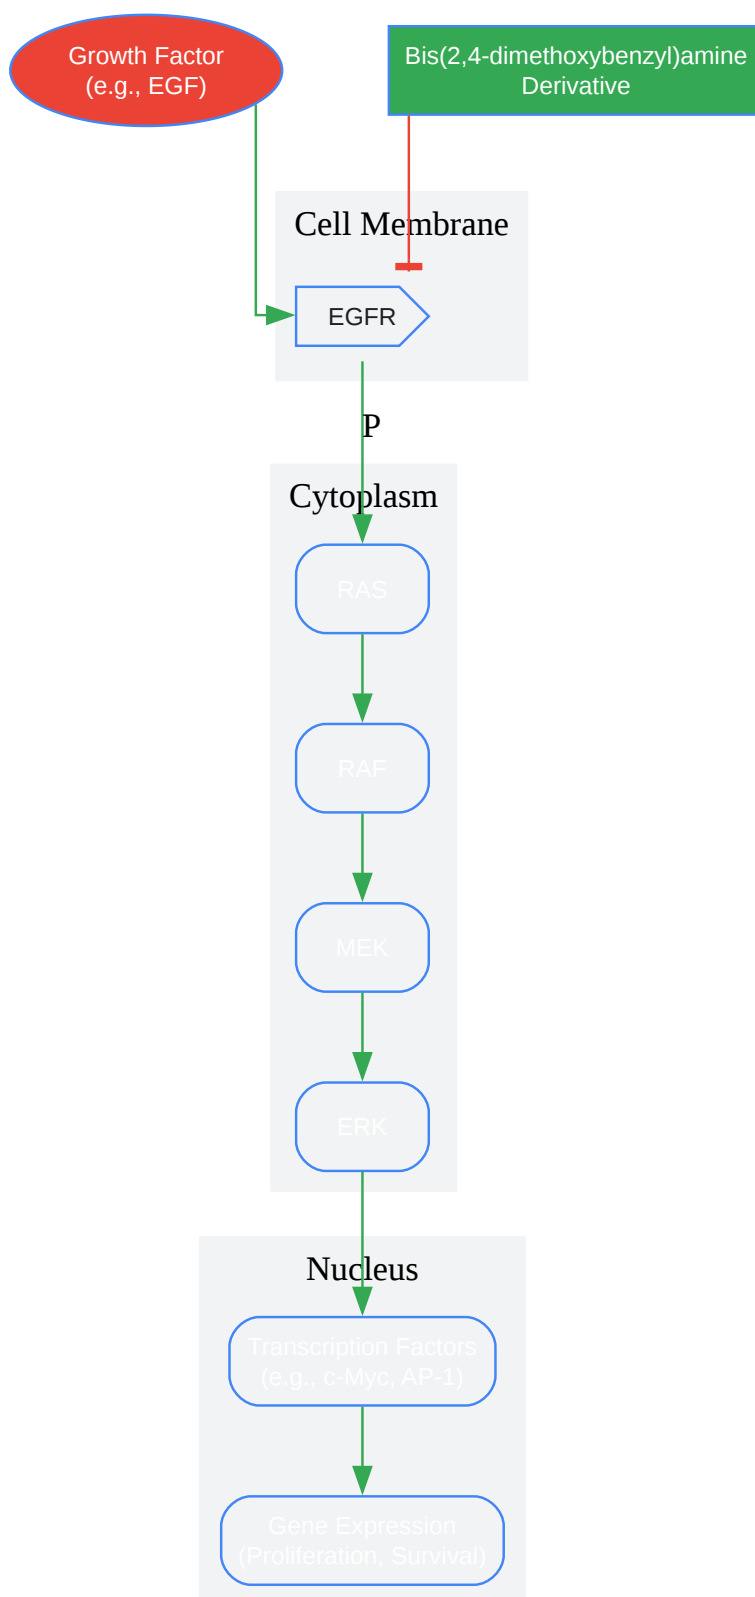 Growth Factor
(e.g., EGF)
Bis(2,4-dimethoxybenzyl)amine
Derivative
Cell Membrane
EGFR
P
Cytoplasm
RAS
RAF
MEK
ERK
Nucleus
Transcription Factors
(e.g., c-Myc, AP-1)
Gene Expression
(Proliferation, Survival)